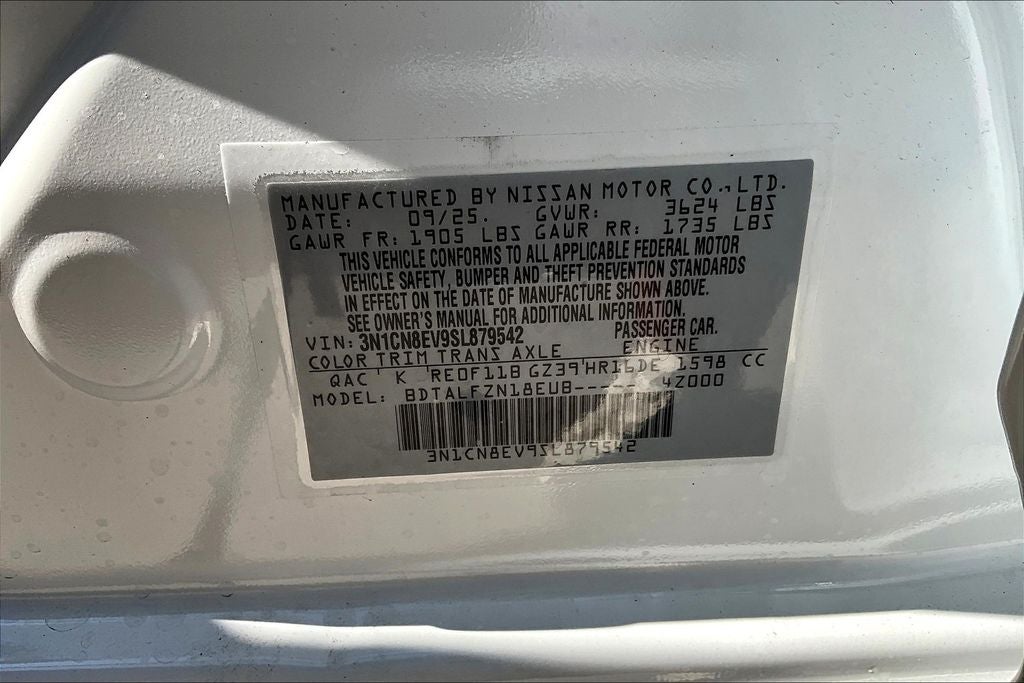 MANUFACTURED BY NISSAN MOTOR CO., LTD.
DATE: 09/25. GVWR: 3624 LBS
GAWR FR: 1905 LBS GAWR RR: 1735 LBS
THIS VEHICLE CONFORMS TO ALL APPLICABLE FEDERAL MOTOR
VEHICLE SAFETY, BUMPER AND THEFT PREVENTION STANDARDS
IN EFFECT ON THE DATE OF MANUFACTURE SHOWN ABOVE.
SEE OWNER'S MANUAL FOR ADDITIONAL INFORMATION.
VIN: 3N1CN8EV9SL879542 PASSENGER CAR.
COLOR TRIM TRANS AXLE ENGINE
QAC K RE0F11B GZ39 HR16DE 1598 CC
MODEL: BDTALFZN18EUB------ 4Z000
3N1CN8EV9SL879542